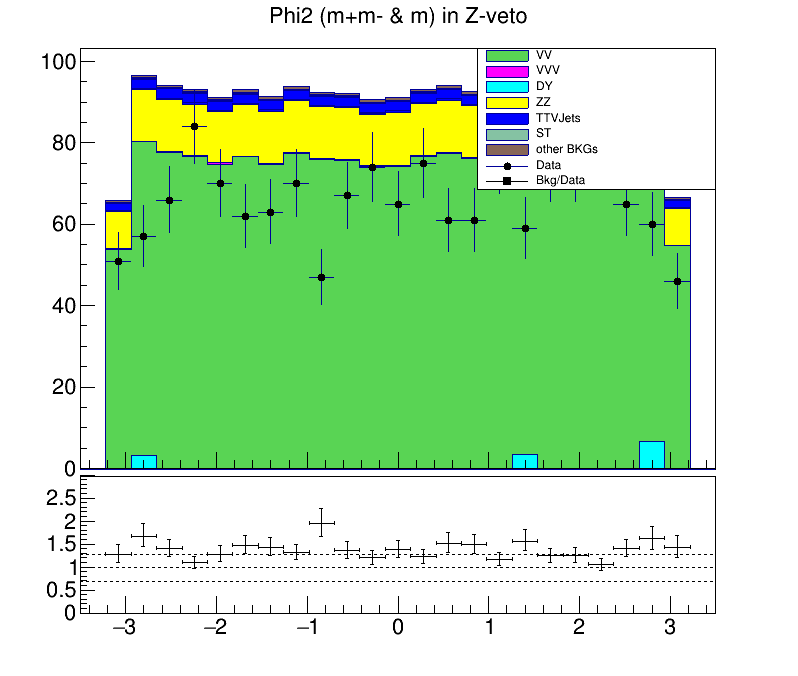 Phi2 (m+m- & m) in Z-veto
100
80
60
40
20
0
VV
VVV
DY
ZZ
TTVJets
ST
other BKGs
Data
Bkg/Data
2.5
2
1.5
1
0.5
0
−3 −2 −1 0 1 2 3